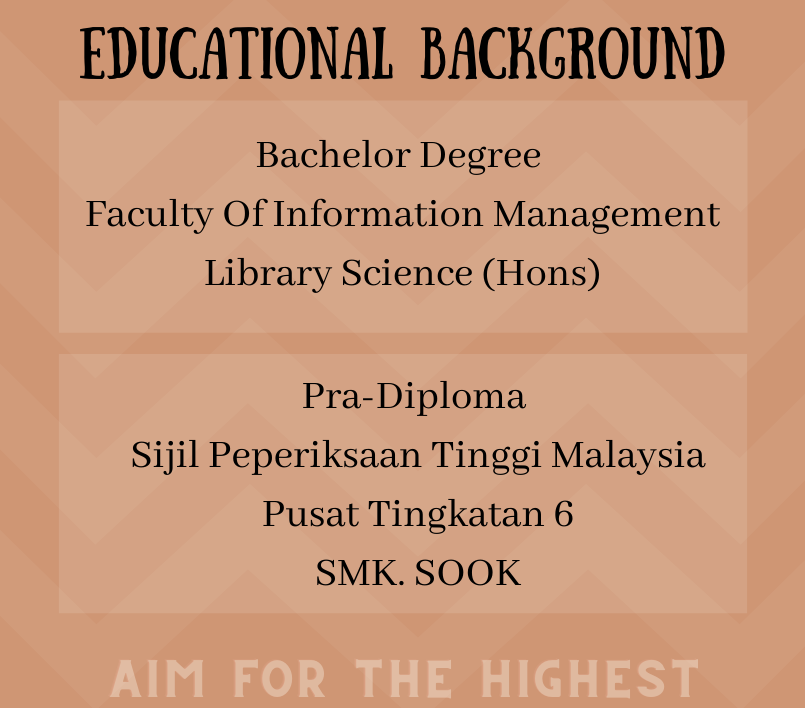 EDUCATIONAL BACKGROUND
Bachelor Degree
Faculty Of Information Management
Library Science (Hons)
Pra-Diploma
Sijil Peperiksaan Tinggi Malaysia
Pusat Tingkatan 6
SMK. SOOK
AIM FOR THE HIGHEST